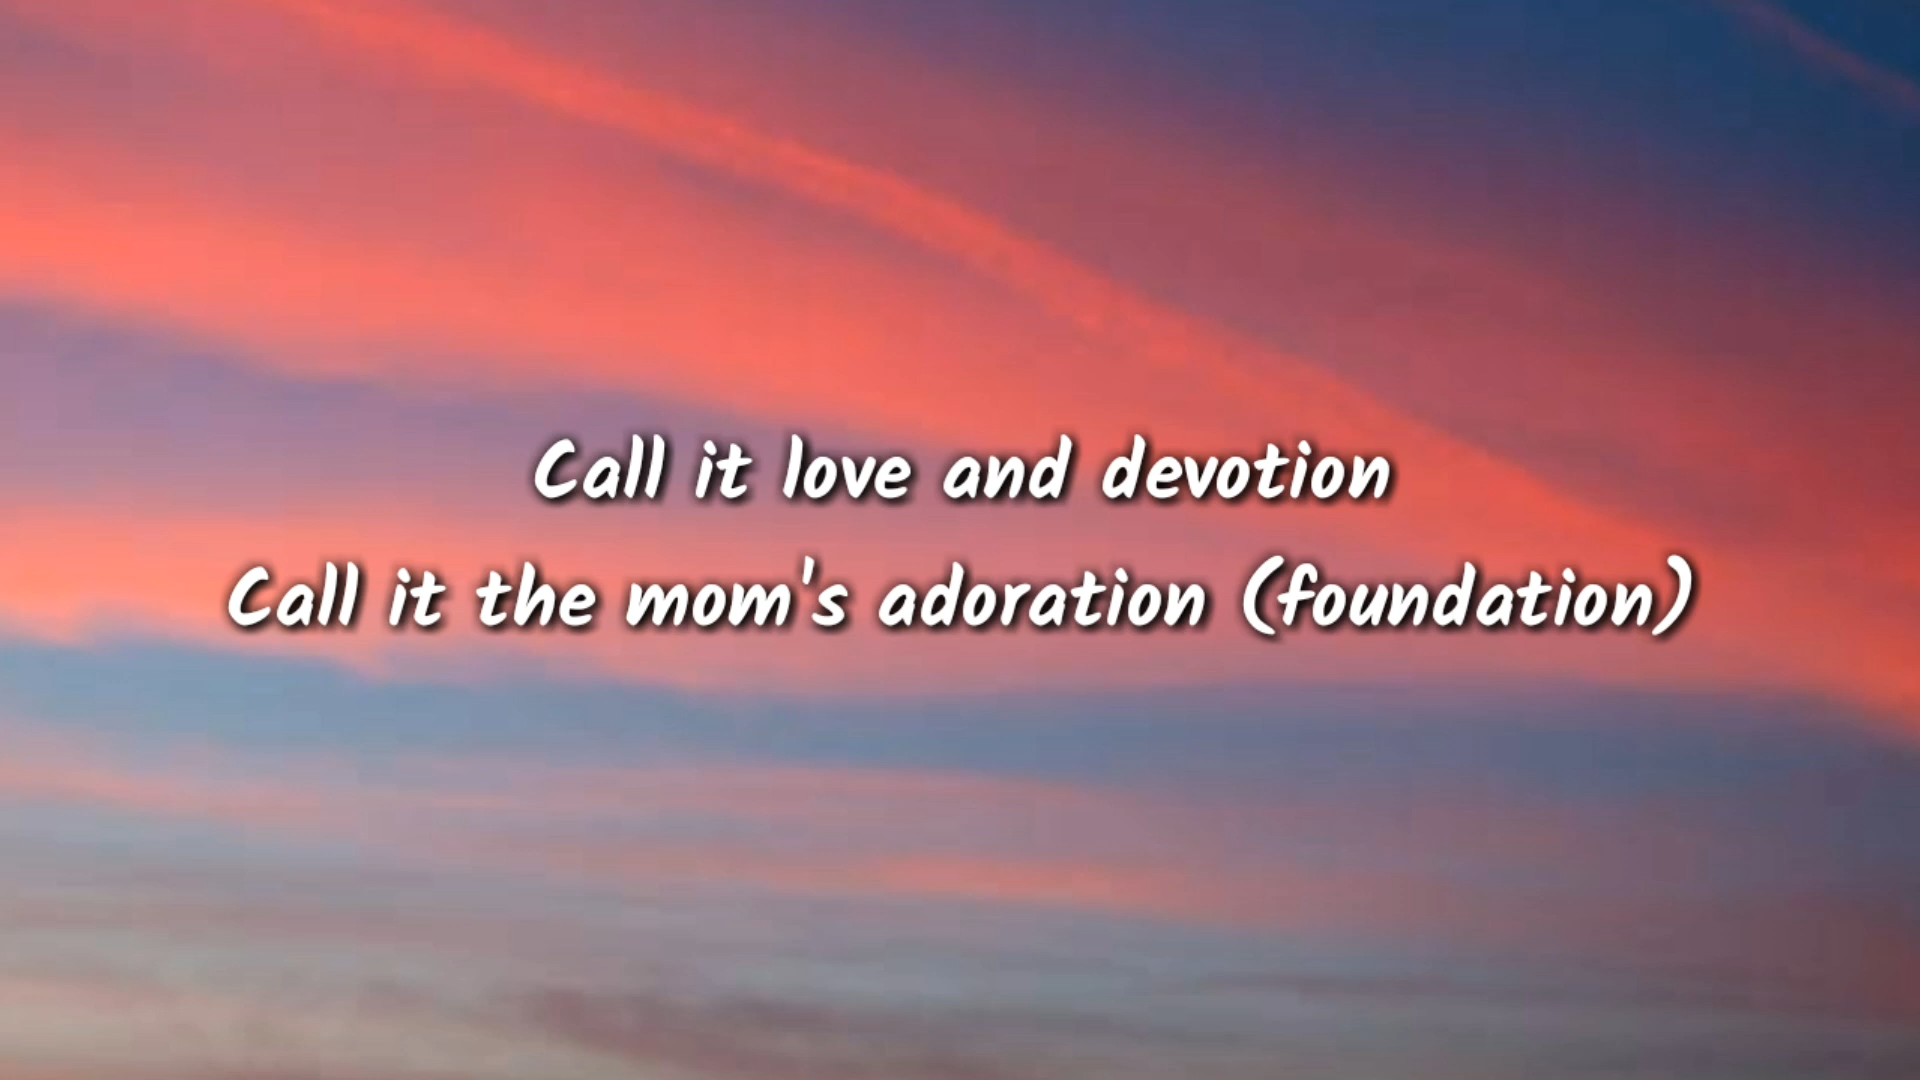 Call it love and devotion
Call it the mom's adoration (foundation)